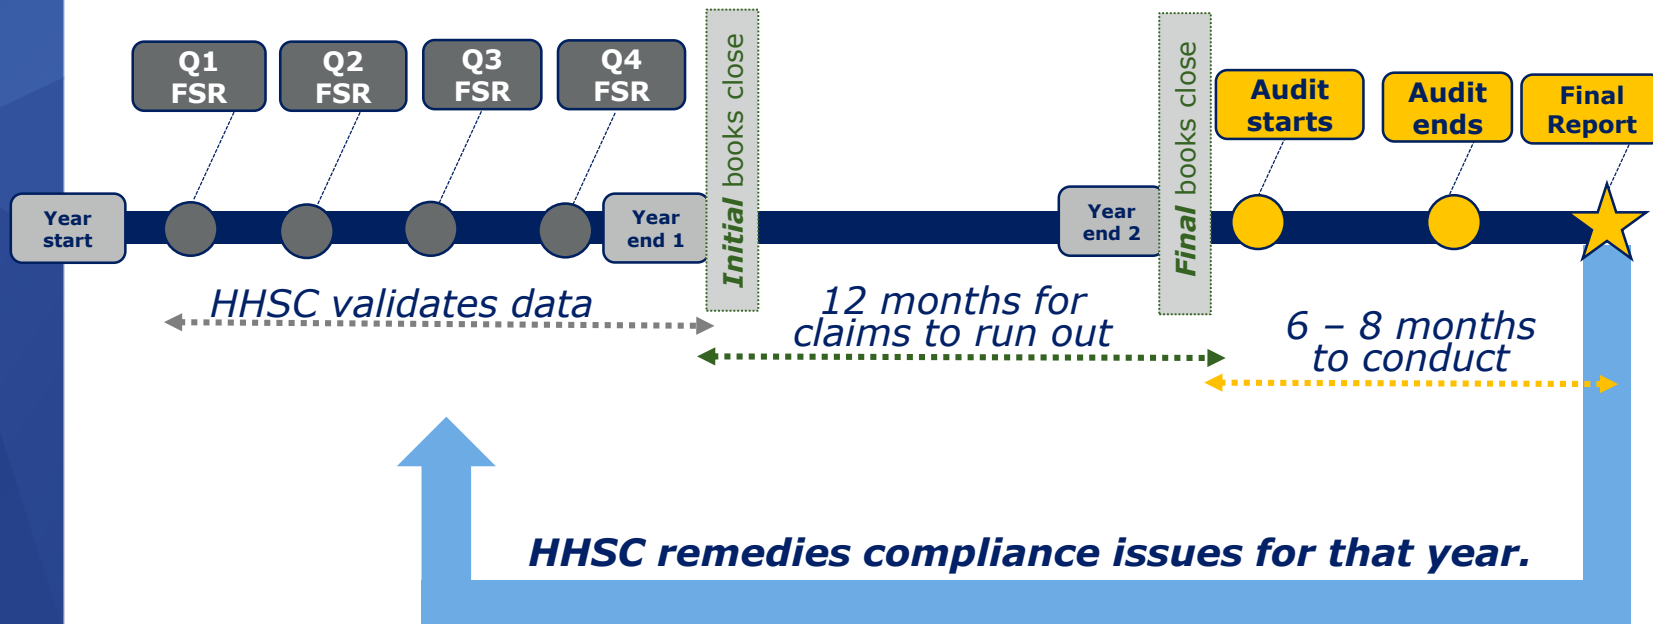 Q1
FSR
Q2
FSR
Q3
FSR
Q4
FSR
Initial books close
Final books close
Audit
starts
Audit
ends
Final
Report
Year
start
Year
end 1
Year
end 2
HHSC validates data
12 months for
claims to run out
6 – 8 months
to conduct
HHSC remedies compliance issues for that year.